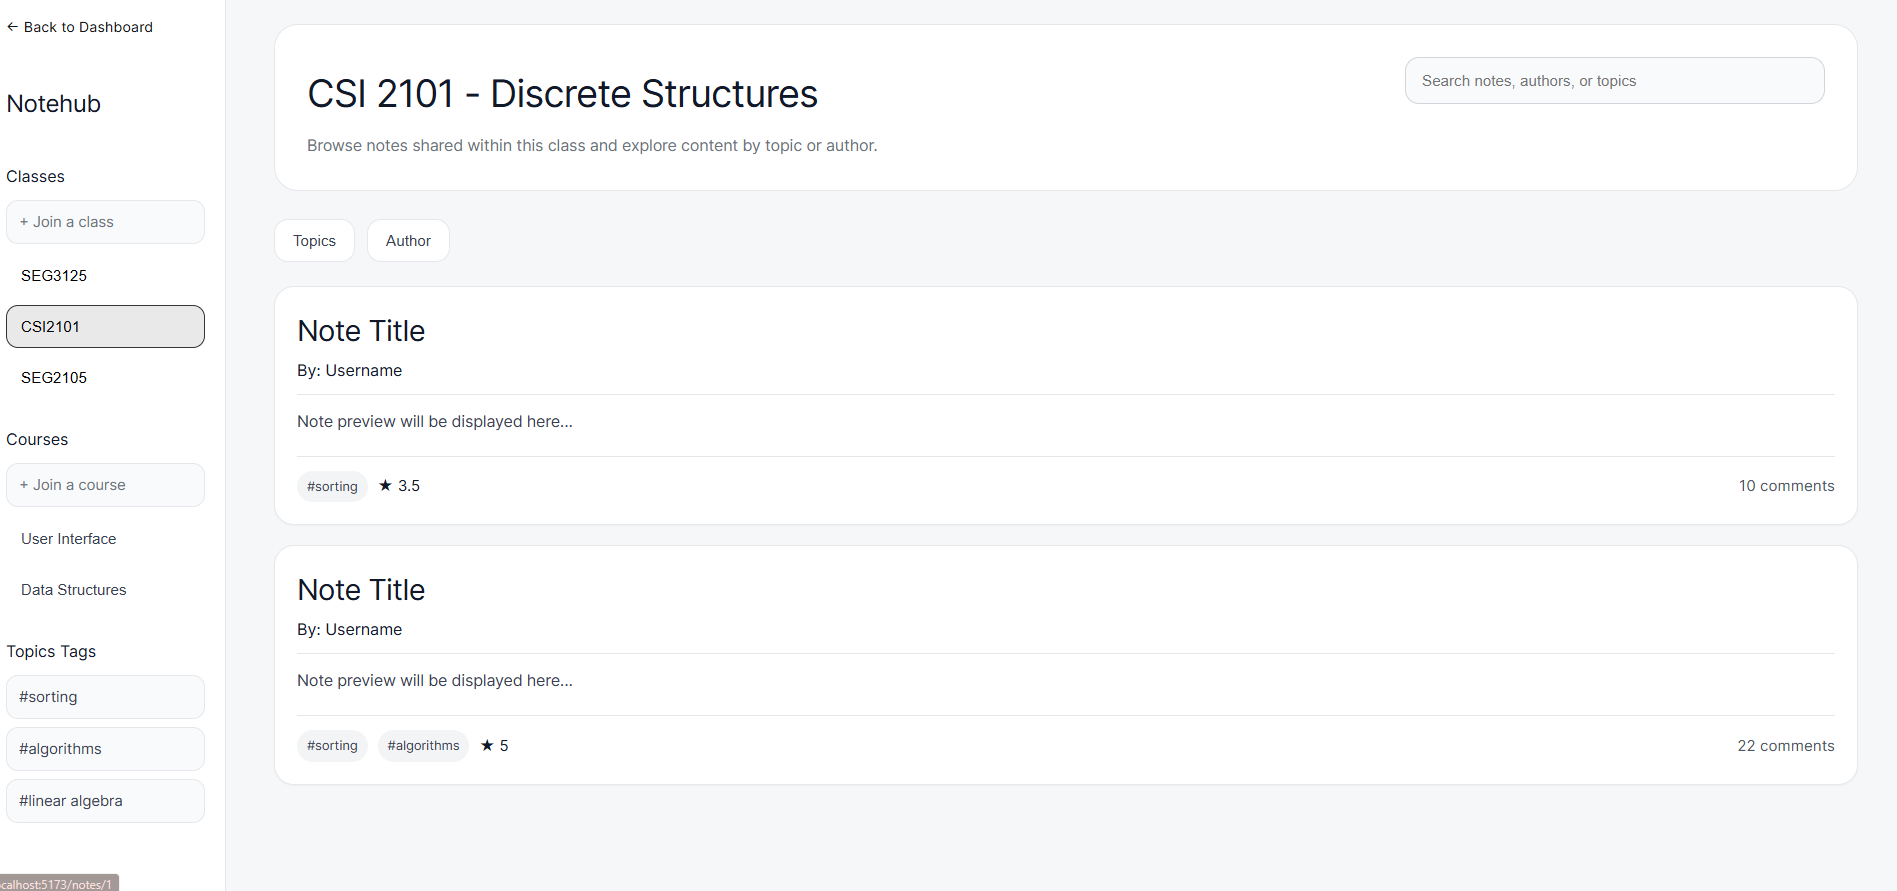 ← Back to Dashboard
Notehub
Classes
+ Join a class
SEG3125
CSI2101
SEG2105
Courses
+ Join a course
User Interface
Data Structures
Topics Tags
#sorting
#algorithms
#linear algebra
calhost:5173/notes/1
CSI 2101 - Discrete Structures
Search notes, authors, or topics
Browse notes shared within this class and explore content by topic or author.
Topics
Author
Note Title
By: Username
Note preview will be displayed here...
#sorting ★ 3.5 10 comments
Note Title
By: Username
Note preview will be displayed here...
#sorting #algorithms ★ 5 22 comments